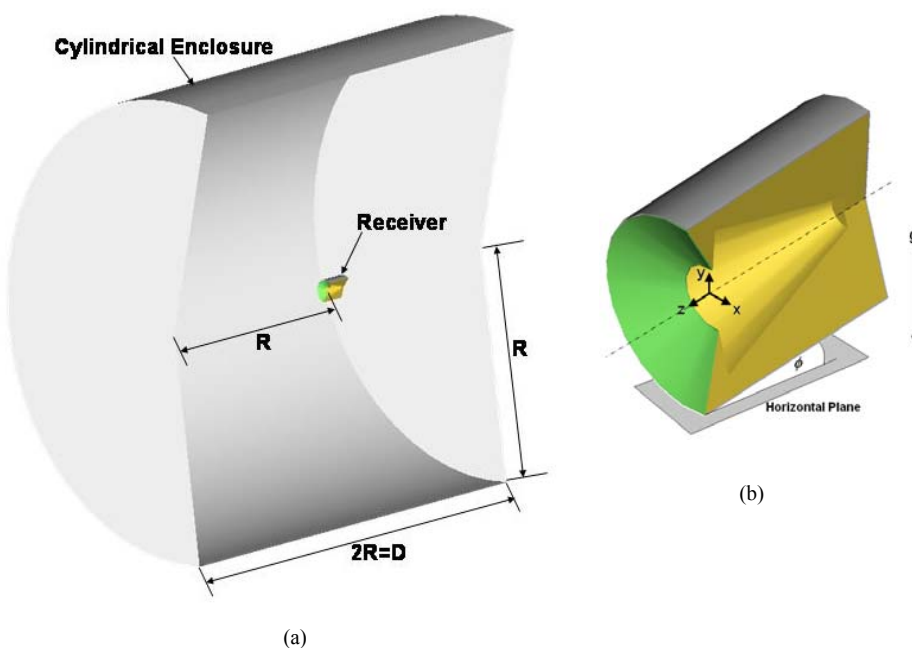 Cylindrical Enclosure
Receiver
R
R
2R=D
(a)
y
z
x
g
ϕ
Horizontal Plane
(b)